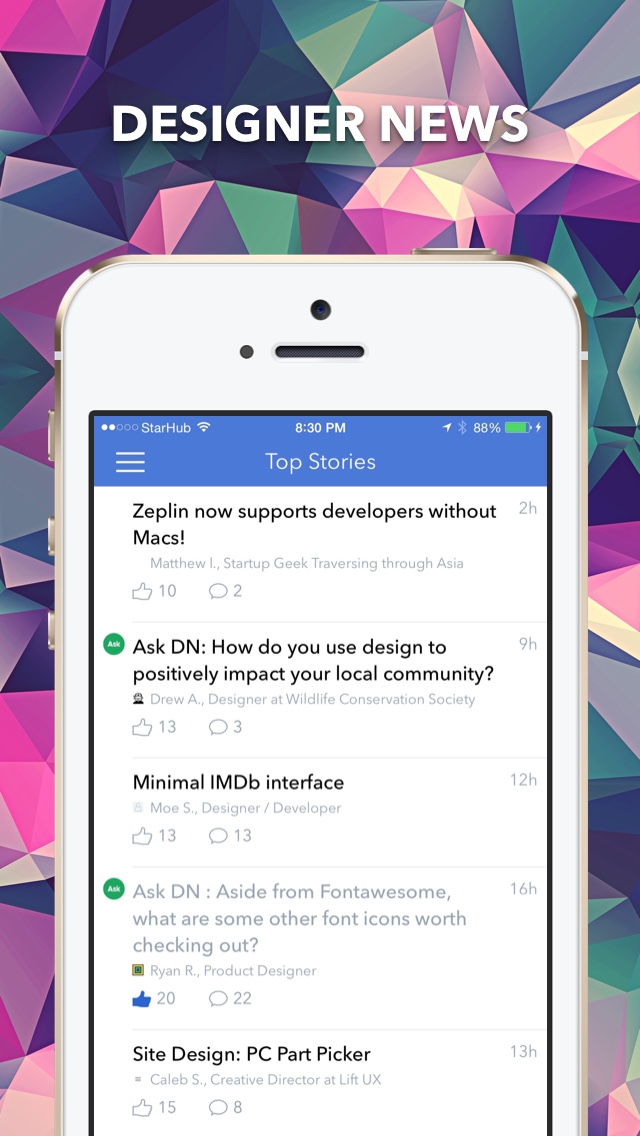 DESIGNER NEWS
StarHub 8:30 PM 88%
Top Stories
Zeplin now supports developers without 2h
Macs!
Matthew I., Startup Geek Traversing through Asia
10 2
Ask Ask DN: How do you use design to 9h
positively impact your local community?
Drew A., Designer at Wildlife Conservation Society
13 3
Minimal IMDb interface 12h
Moe S., Designer / Developer
13 13
Ask Ask DN : Aside from Fontawesome, 16h
what are some other font icons worth
checking out?
Ryan R., Product Designer
20 22
Site Design: PC Part Picker 13h
Caleb S., Creative Director at Lift UX
15 8